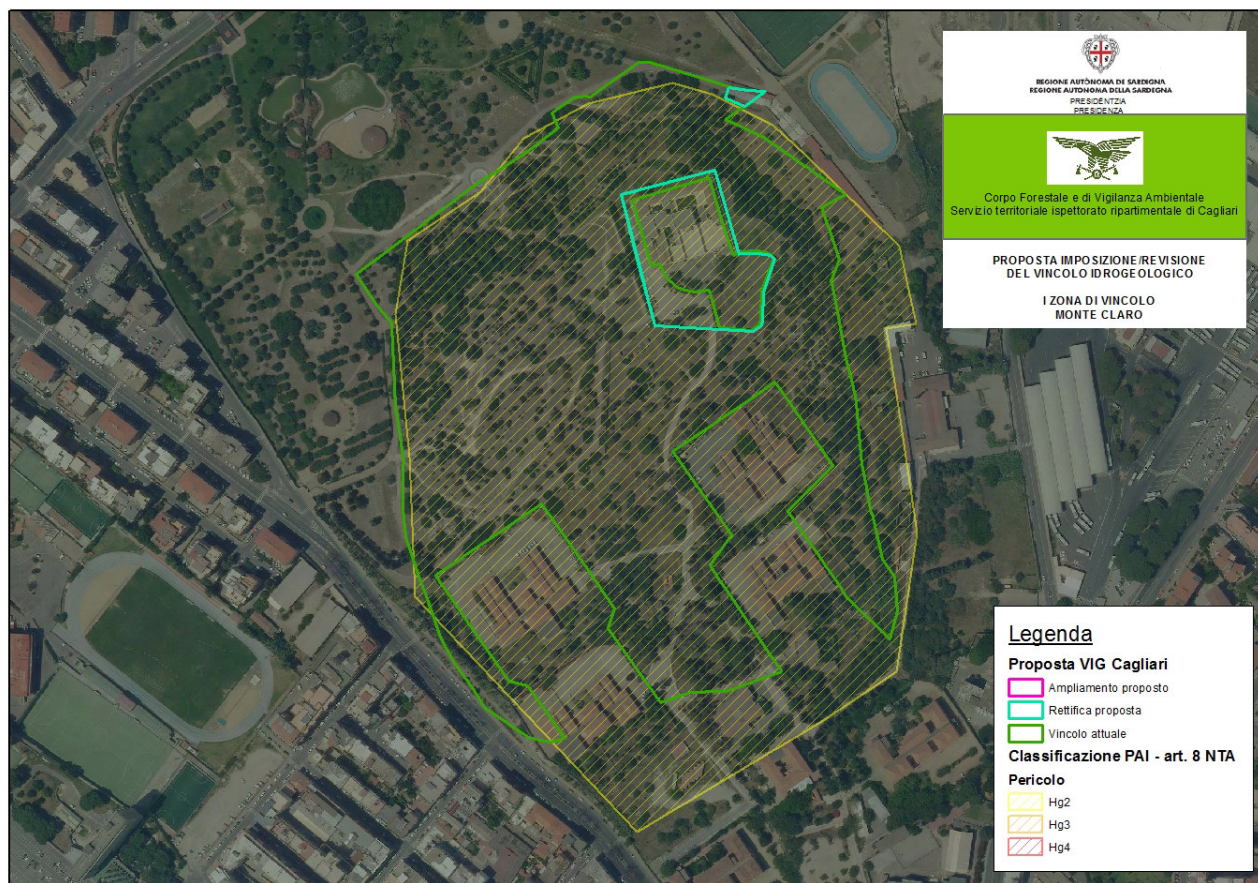 REGIONE AUTÒNOMA DE SARDIGNA
REGIONE AUTONOMA DELLA SARDEGNA
PRESIDENTZIA
PRESIDENZA
Corpo Forestale e di Vigilanza Ambientale
Servizio territoriale ispettorato ripartimentale di Cagliari
PROPOSTA IMPOSIZIONE/REVISIONE
DEL VINCOLO IDROGEOLOGICO
I ZONA DI VINCOLO
MONTE CLARO
Legenda
Proposta VIG Cagliari
Ampliamento proposto
Rettifica proposta
Vincolo attuale
Classificazione PAI - art. 8 NTA
Pericolo
Hg2
Hg3
Hg4